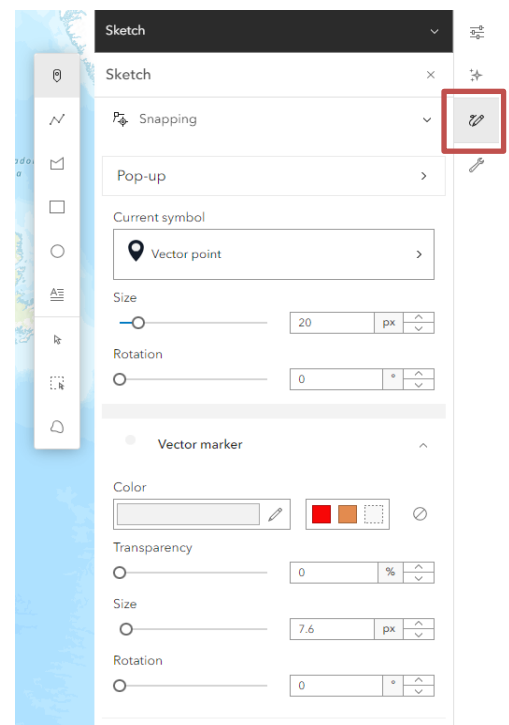 Sketch
Sketch
Snapping
Pop-up
Current symbol
Vector point
Size
20 px
Rotation
0 °
Vector marker
Color
Transparency
0 %
Size
7.6 px
Rotation
0 °